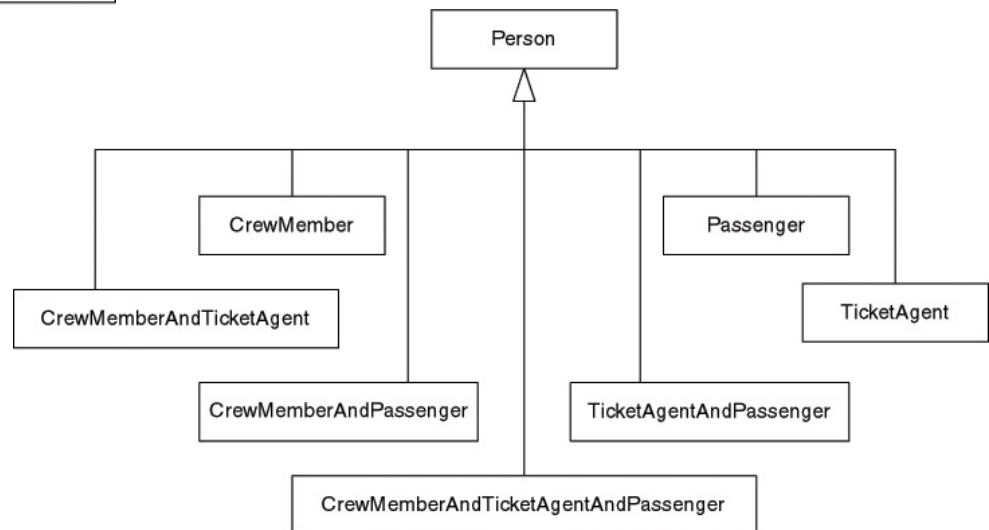 Person
CrewMember
Passenger
CrewMemberAndTicketAgent
TicketAgent
CrewMemberAndPassenger
TicketAgentAndPassenger
CrewMemberAndTicketAgentAndPassenger